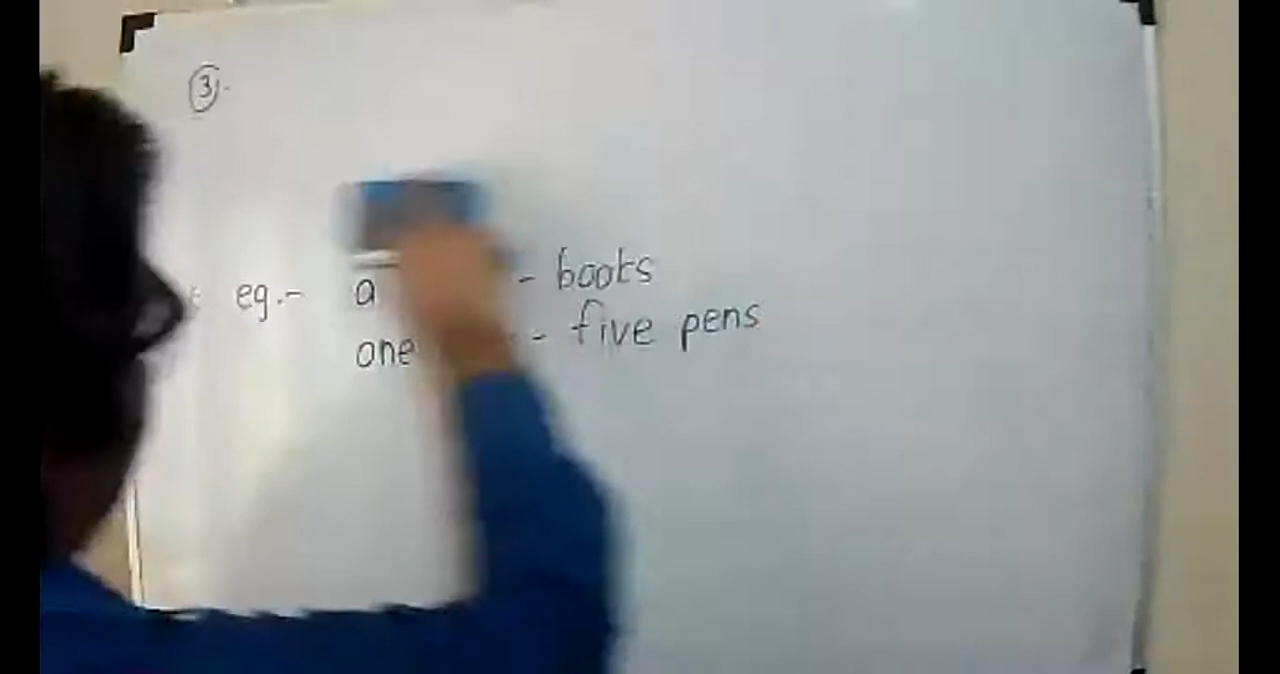 3.
eg.- a - books
one - five pens